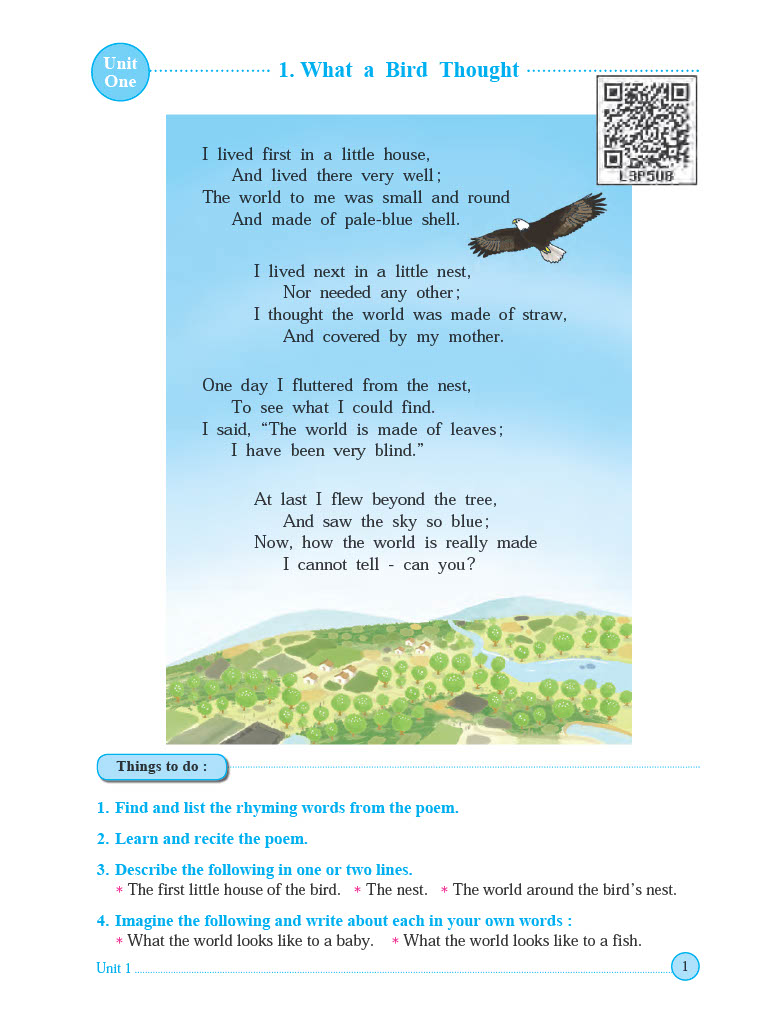 Unit
One
1. What a Bird Thought
L3P5U8
I lived first in a little house,
And lived there very well;
The world to me was small and round
And made of pale-blue shell.
I lived next in a little nest,
Nor needed any other;
I thought the world was made of straw,
And covered by my mother.
One day I fluttered from the nest,
To see what I could find.
I said, “The world is made of leaves;
I have been very blind.”
At last I flew beyond the tree,
And saw the sky so blue;
Now, how the world is really made
I cannot tell - can you?
Things to do :
1. Find and list the rhyming words from the poem.
2. Learn and recite the poem.
3. Describe the following in one or two lines.
* The first little house of the bird. * The nest. * The world around the bird’s nest.
4. Imagine the following and write about each in your own words :
* What the world looks like to a baby. * What the world looks like to a fish.
Unit 1
1